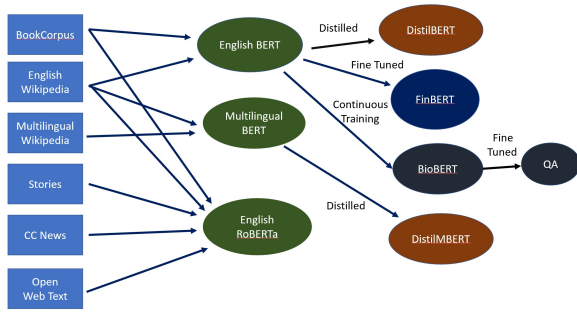 BookCorpus
English
Wikipedia
Multilingual
Wikipedia
Stories
CC News
Open
Web Text
English BERT
Multilingual
BERT
English
RoBERTa
Distilled
Fine Tuned
Continuous
Training
Distilled
DistilBERT
FinBERT
BioBERT
DistilMBERT
Fine
Tuned
QA